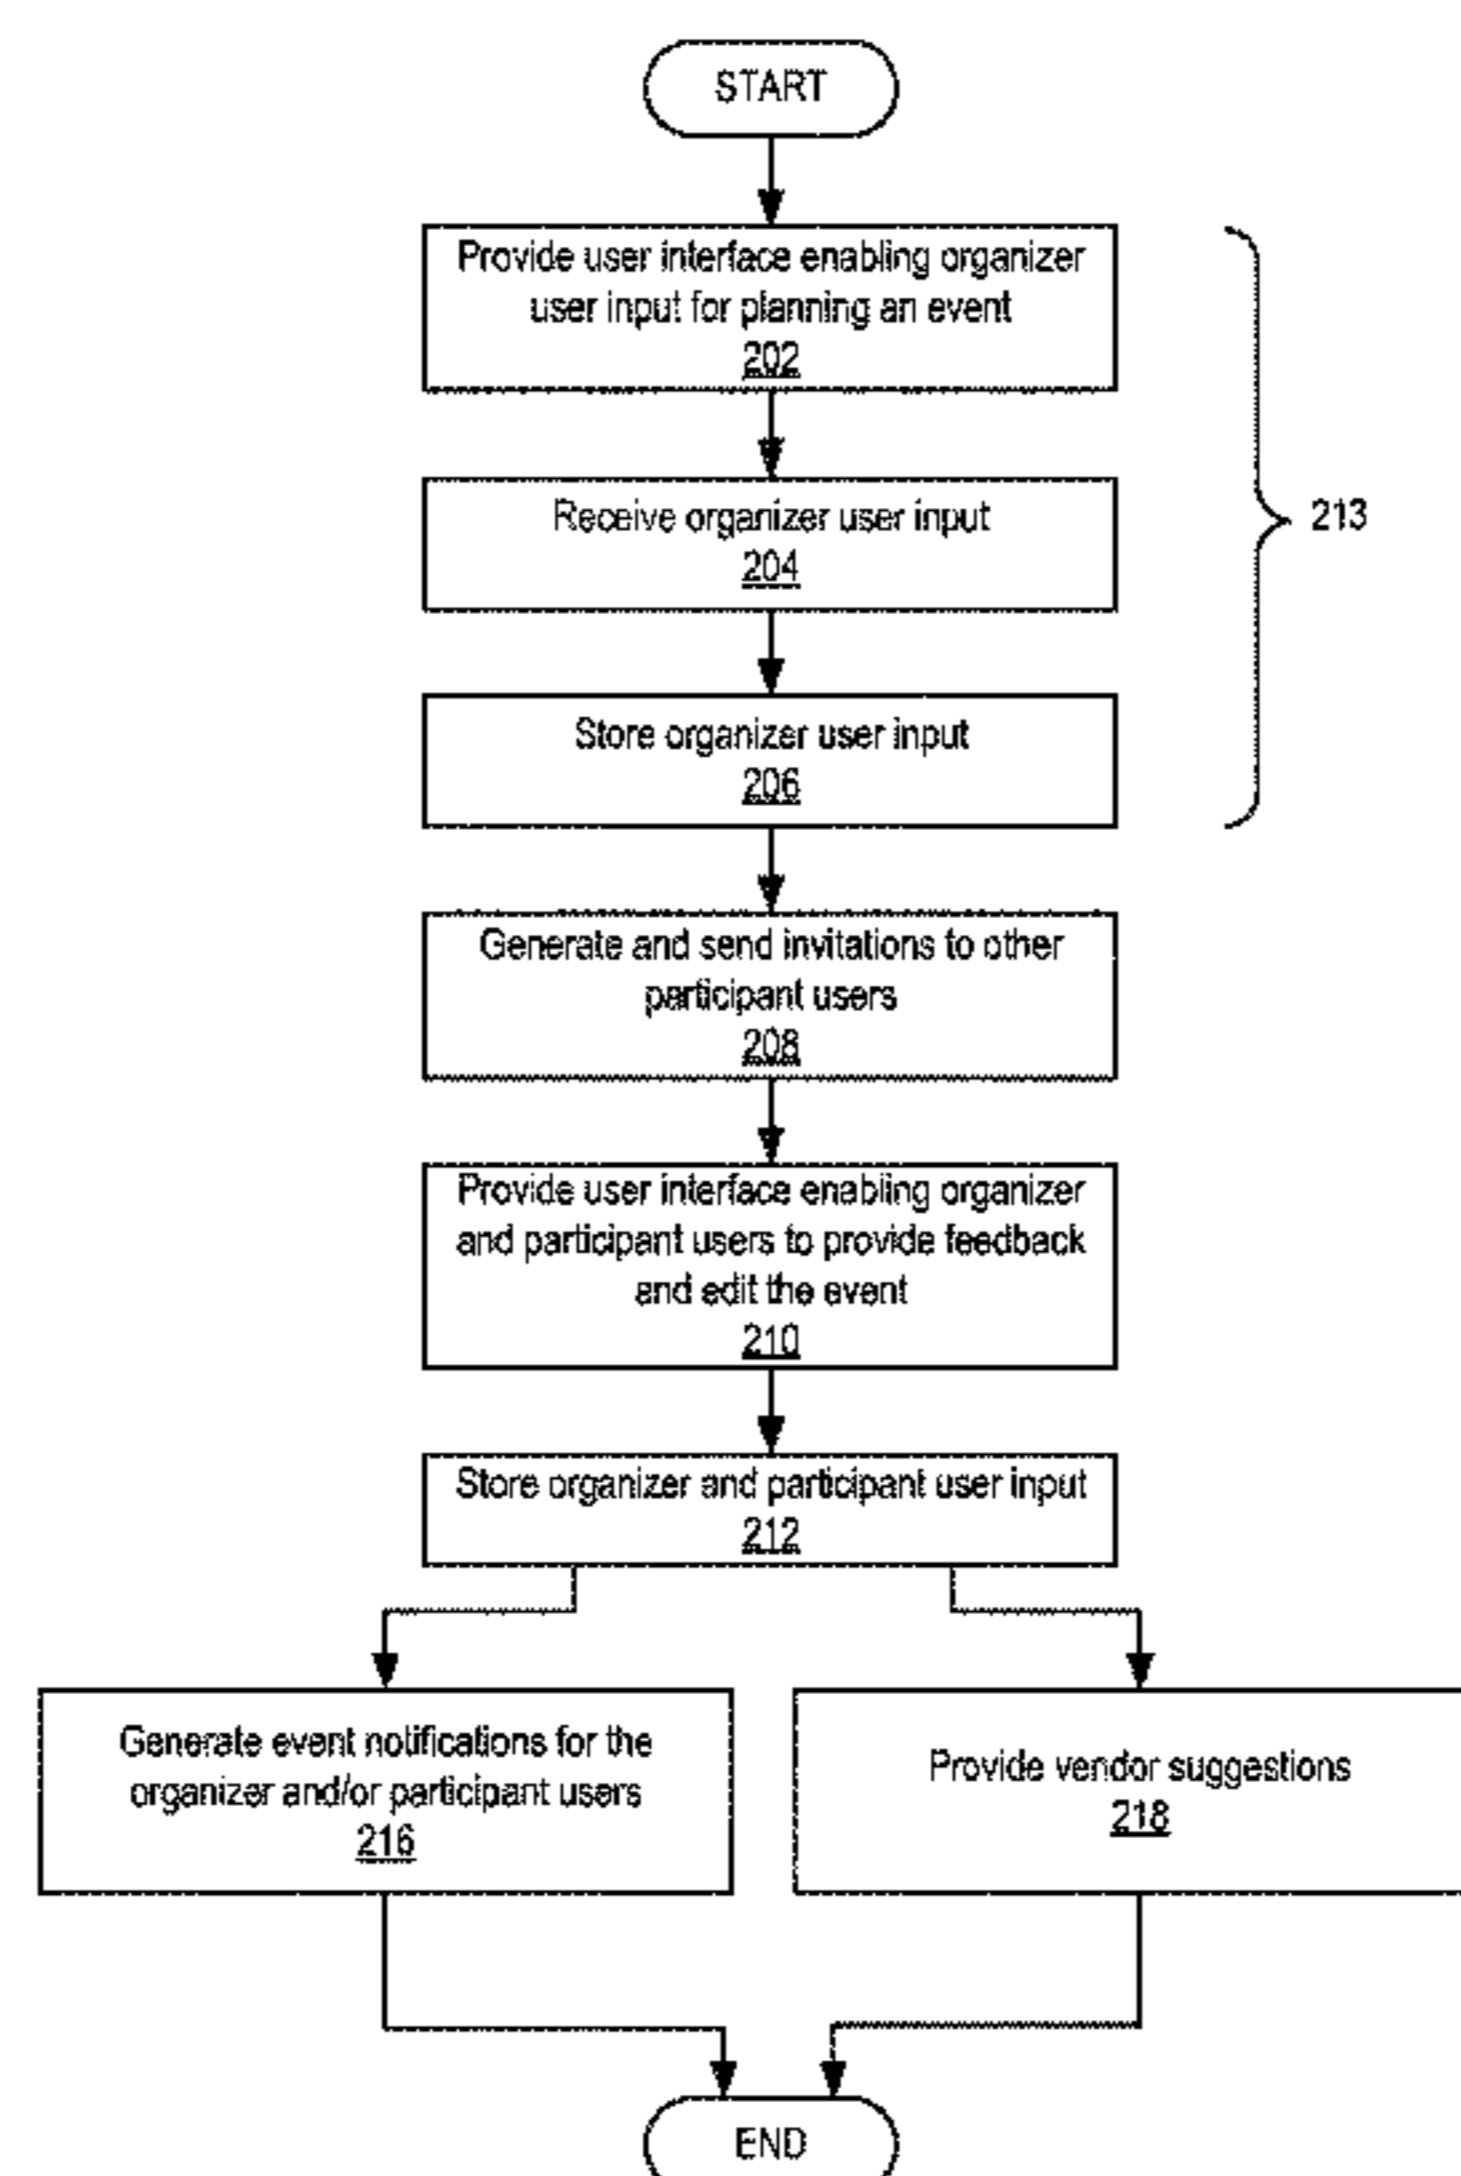 START
Provide user interface enabling organizer
user input for planning an event
202
Receive organizer user input
204
213
Store organizer user input
206
Generate and send invitations to other
participant users
208
Provide user interface enabling organizer
and participant users to provide feedback
and edit the event
210
Store organizer and participant user input
212
Generate event notifications for the
organizer and/or participant users
216
Provide vendor suggestions
218
END